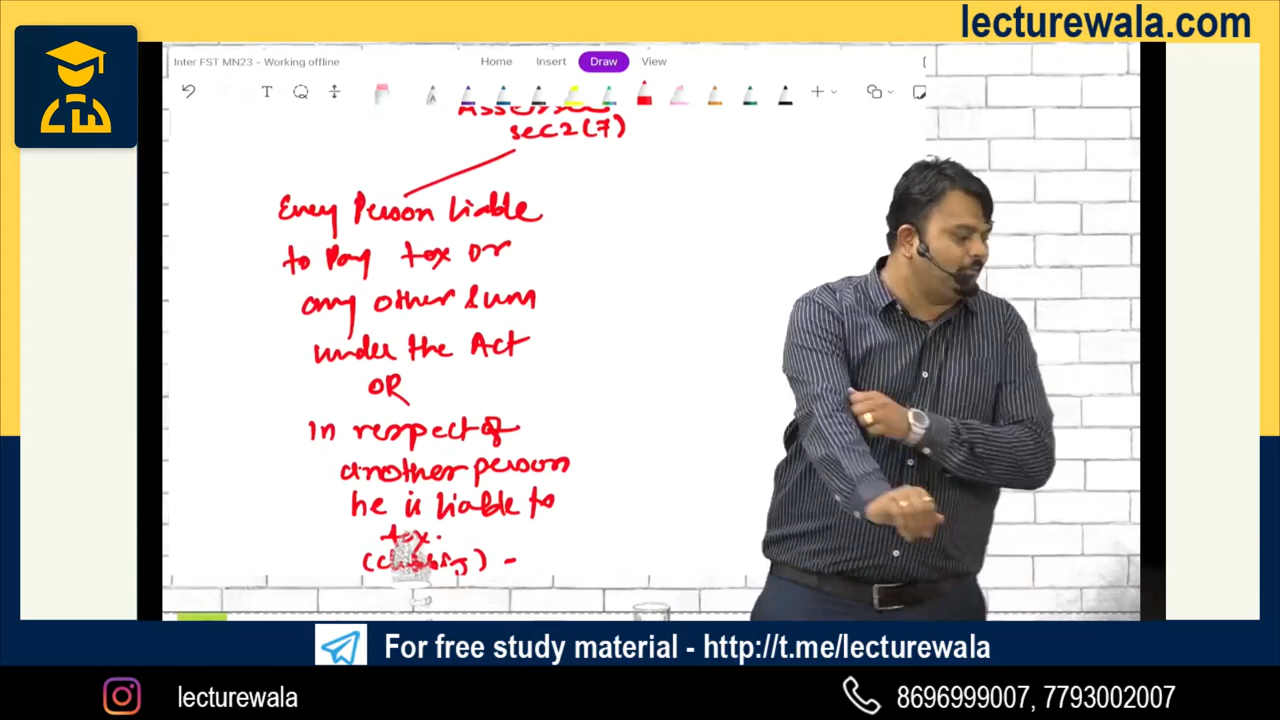 lecturewala.com
Inter FST MN23 - Working offline
Home Insert Draw View
T
Assessee
sec 2(7)
Every Person liable
to Pay tax or
any other sum
under the Act
OR
In respect of
another person
he is liable to
tax.
(clubbing) -
For free study material - http://t.me/lecturewala
lecturewala
8696999007, 7793002007